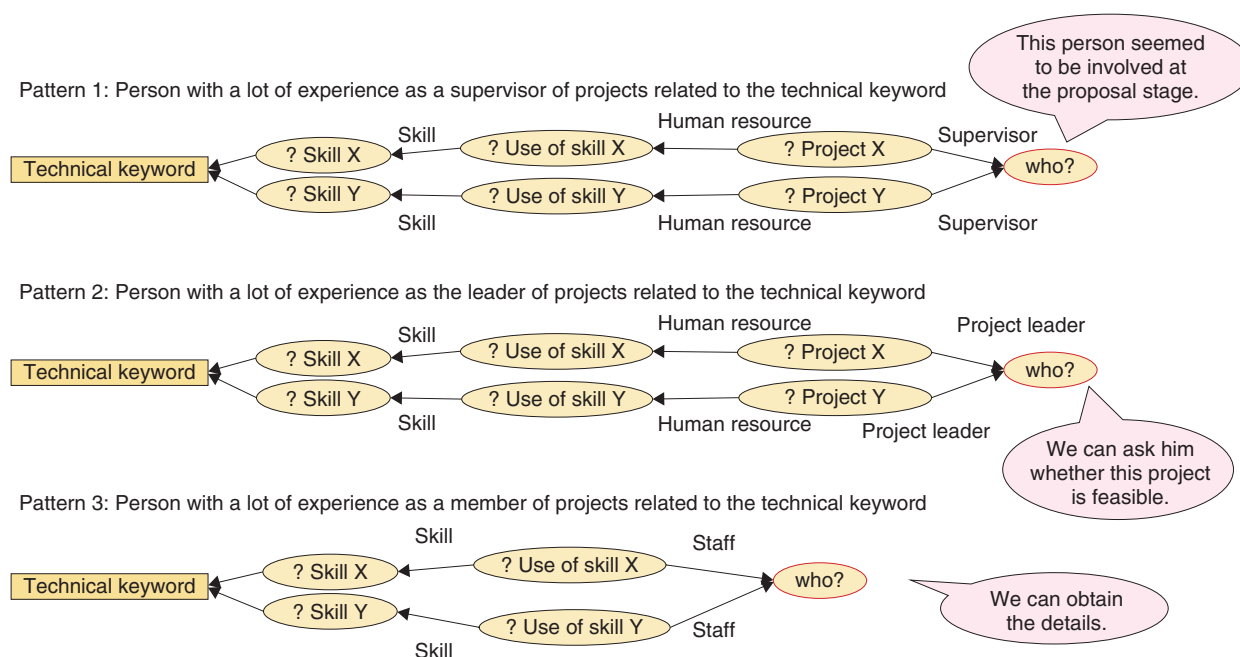 This person seemed
to be involved at
the proposal stage.
Pattern 1: Person with a lot of experience as a supervisor of projects related to the technical keyword
Human resource
Skill
Supervisor
? Skill X
? Use of skill X
? Project X
Technical keyword
who?
? Skill Y
? Use of skill Y
? Project Y
Skill
Human resource
Supervisor
Pattern 2: Person with a lot of experience as the leader of projects related to the technical keyword
Human resource
Project leader
Skill
? Skill X
? Use of skill X
? Project X
Technical keyword
who?
? Skill Y
? Use of skill Y
? Project Y
Skill
Human resource
Project leader
We can ask him
whether this project
is feasible.
Pattern 3: Person with a lot of experience as a member of projects related to the technical keyword
Skill
Staff
? Skill X
? Use of skill X
Technical keyword
who?
? Skill Y
? Use of skill Y
Skill
Staff
We can obtain
the details.